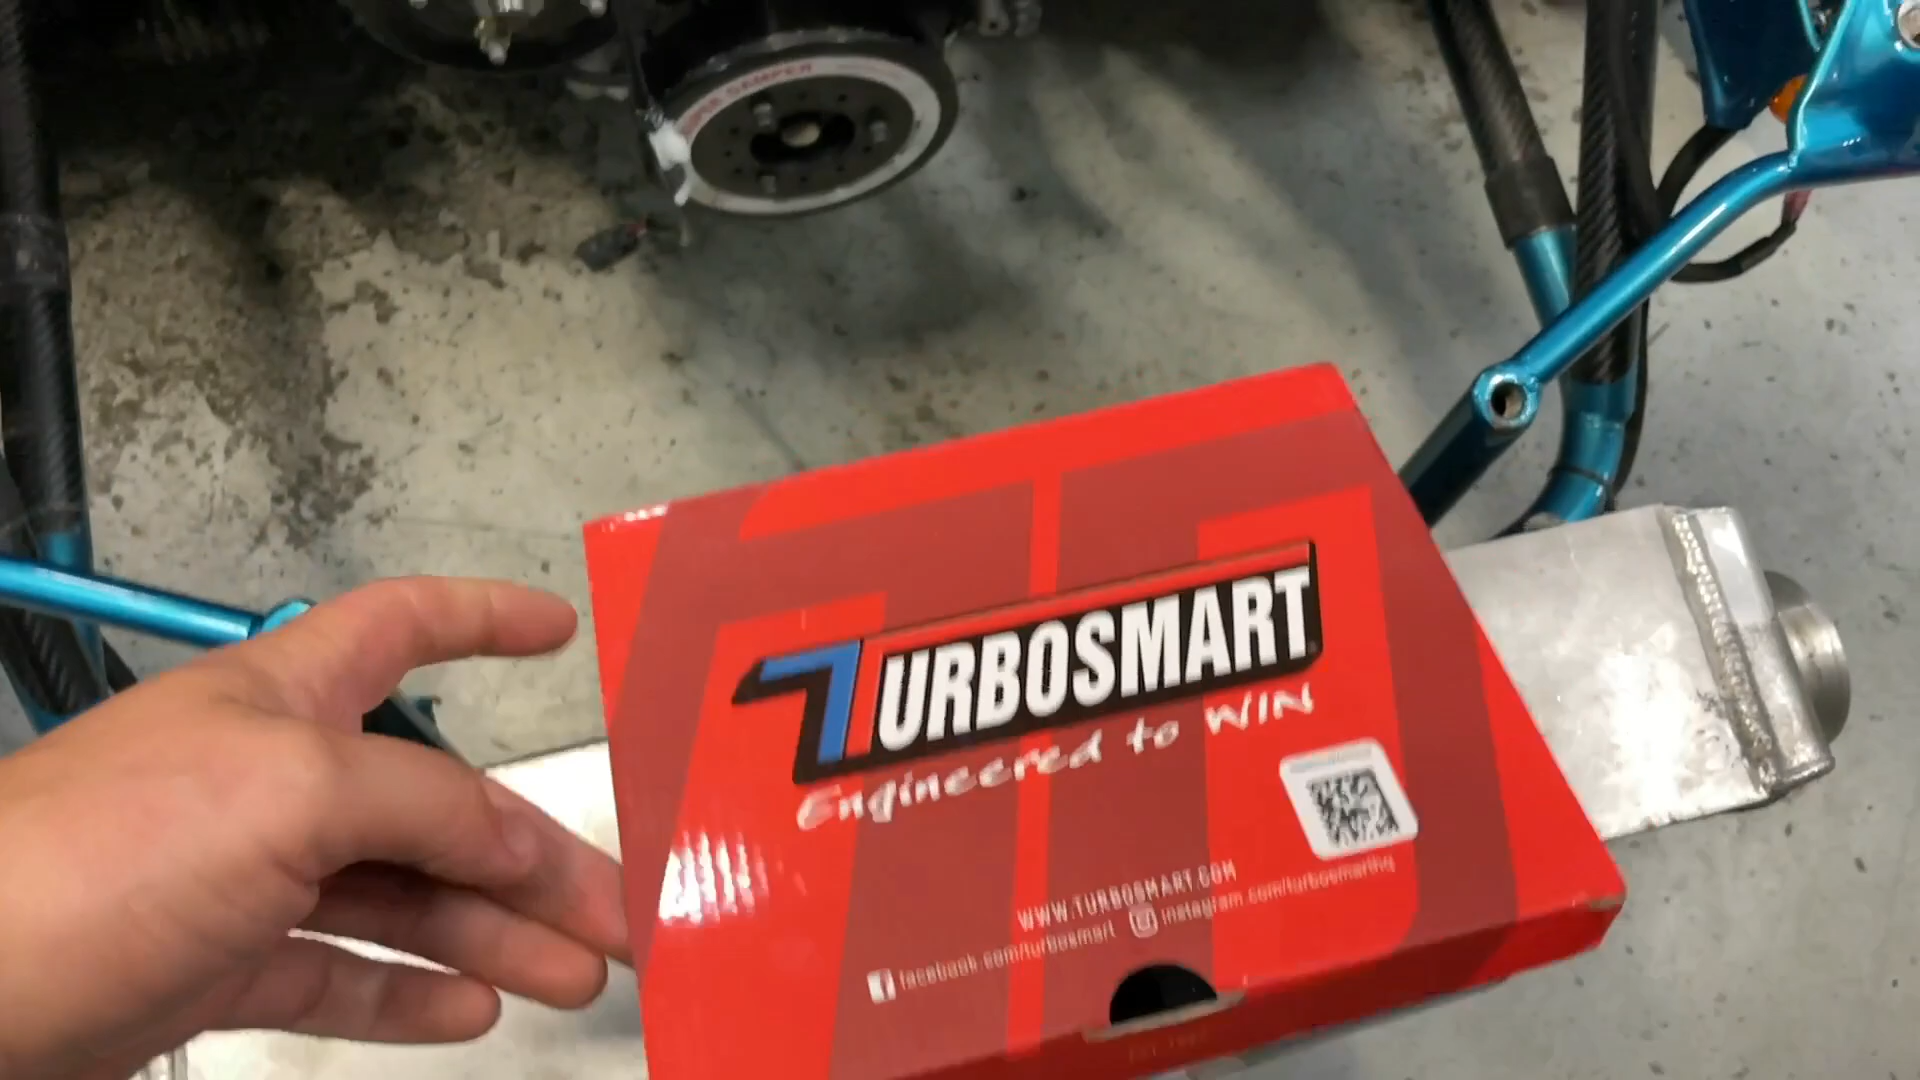 TURBOSMART
Engineered to WIN
WWW.TURBOSMART.COM
facebook.com/turbosmart instagram.com/turbosmarthq